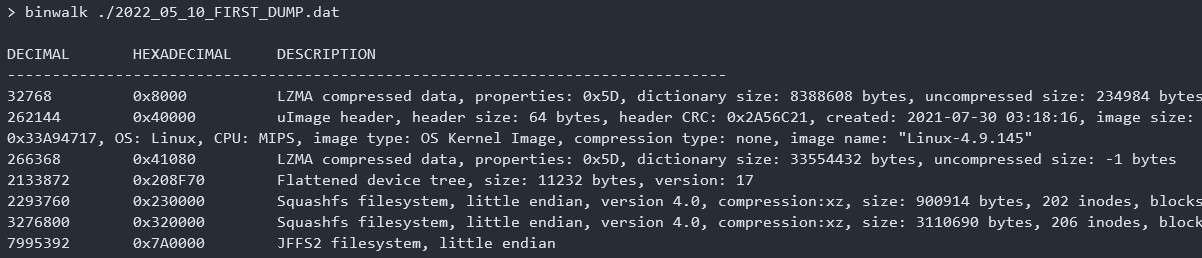 > binwalk ./2022_05_10_FIRST_DUMP.dat
DECIMAL HEXADECIMAL DESCRIPTION
--------------------------------------------------------------------------------
32768 0x8000 LZMA compressed data, properties: 0x5D, dictionary size: 8388608 bytes, uncompressed size: 234984 bytes
262144 0x40000 uImage header, header size: 64 bytes, header CRC: 0x2A56C21, created: 2021-07-30 03:18:16, image size:
0x33A94717, OS: Linux, CPU: MIPS, image type: OS Kernel Image, compression type: none, image name: "Linux-4.9.145"
266368 0x41080 LZMA compressed data, properties: 0x5D, dictionary size: 33554432 bytes, uncompressed size: -1 bytes
2133872 0x208F70 Flattened device tree, size: 11232 bytes, version: 17
2293760 0x230000 Squashfs filesystem, little endian, version 4.0, compression:xz, size: 900914 bytes, 202 inodes, blocks
3276800 0x320000 Squashfs filesystem, little endian, version 4.0, compression:xz, size: 3110690 bytes, 206 inodes, block
7995392 0x7A0000 JFFS2 filesystem, little endian